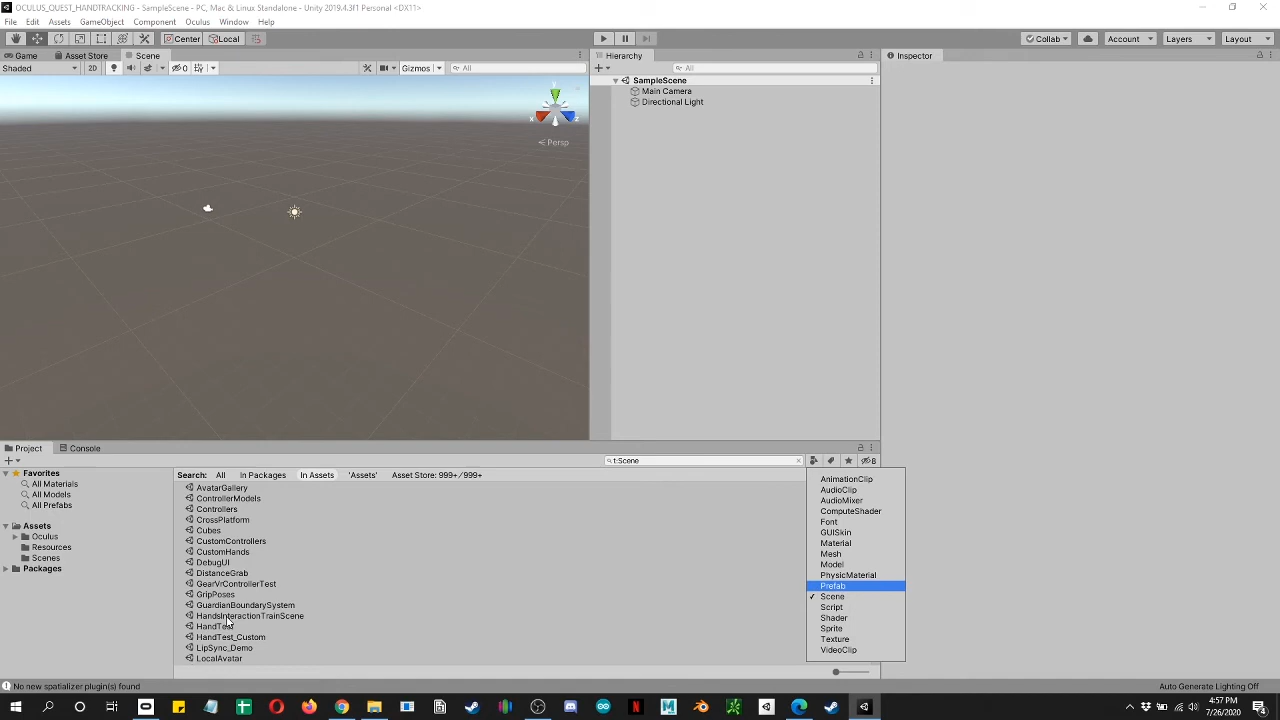 OCULUS_QUEST_HANDTRACKING - SampleScene - PC, Mac & Linux Standalone - Unity 2019.4.3f1 Personal <DX11>
File Edit Assets GameObject Component Oculus Window Help
Center Local Collab Account Layers Layout
Game Asset Store Scene Hierarchy Inspector
Shaded 2D 0 Gizmos All All
SampleScene
Main Camera
Directional Light
y
x z
Persp
Project Console
t:Scene 8
Favorites
All Materials
All Models
All Prefabs
Assets
Oculus
Resources
Scenes
Packages
Search: All In Packages In Assets 'Assets' Asset Store: 999+/999+
AvatarGallery
ControllerModels
Controllers
CrossPlatform
Cubes
CustomControllers
CustomHands
DebugUI
DistanceGrab
GearVrControllerTest
GripPoses
GuardianBoundarySystem
HandsInteractionTrainScene
HandTest
HandTest_Custom
LipSync_Demo
LocalAvatar
AnimationClip
AudioClip
AudioMixer
ComputeShader
Font
GUISkin
Material
Mesh
Model
PhysicMaterial
Prefab
Scene
Script
Shader
Sprite
Texture
VideoClip
No new spatializer plugin(s) found Auto Generate Lighting Off
4:57 PM
7/26/2020